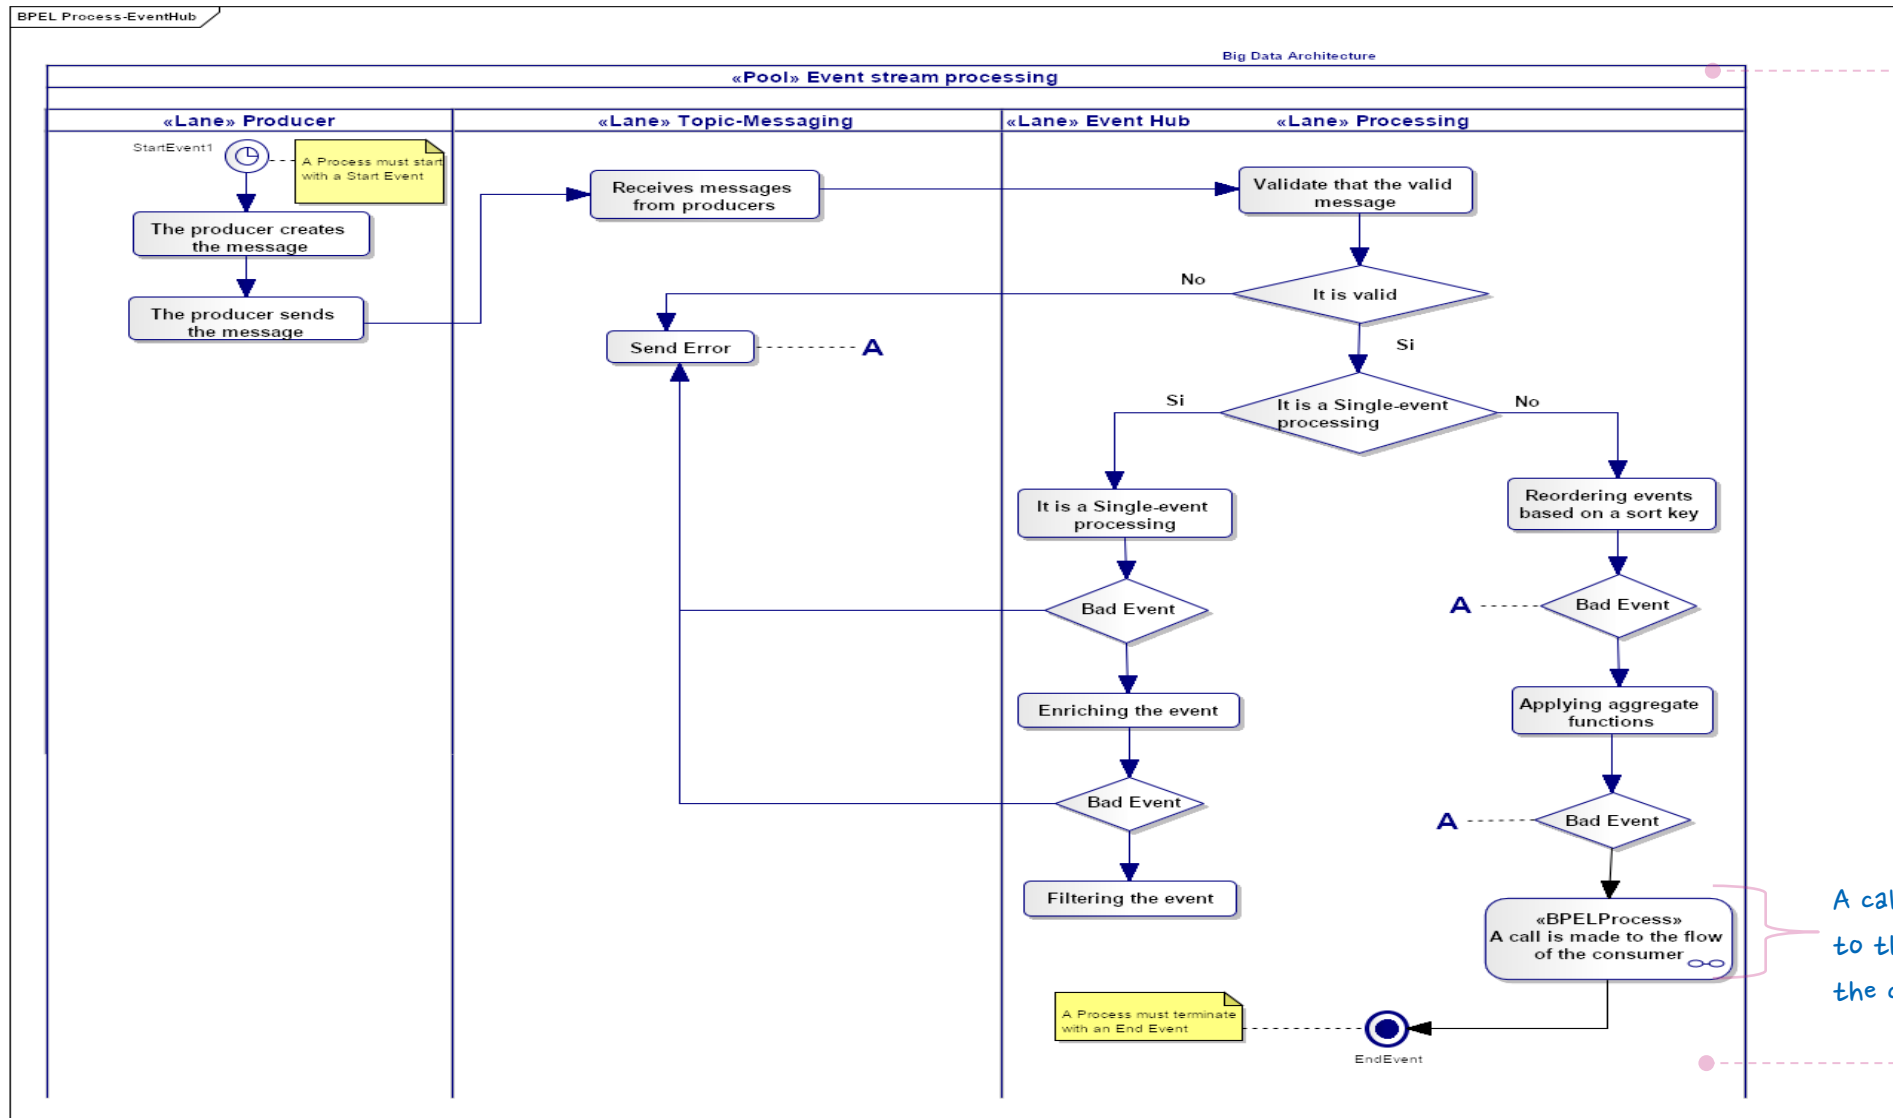 BPEL Process-EventHub
Big Data Architecture
«Pool» Event stream processing
«Lane» Producer
«Lane» Topic-Messaging
«Lane» Event Hub
«Lane» Processing
StartEvent1
A Process must start
with a Start Event
The producer creates
the message
The producer sends
the message
Receives messages
from producers
Validate that the valid
message
No
It is valid
Send Error
A
Si
Si
It is a Single-event
processing
No
It is a Single-event
processing
Reordering events
based on a sort key
Bad Event
A
Bad Event
Enriching the event
Applying aggregate
functions
Bad Event
A
Bad Event
Filtering the event
«BPELProcess»
A call is made to the flow
of the consumer
A
to
the
A Process must terminate
with an End Event
EndEvent